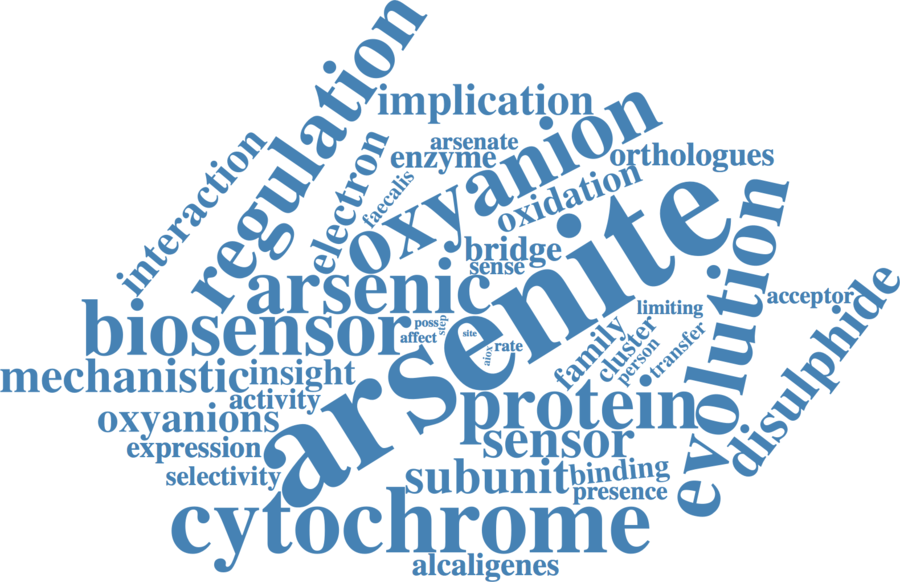 regulation
implication
oxyanion
arsenate
enzyme
orthologues
interaction
electron
faecalis
oxidation
arsenite
evolution
bridge
sense
arsenic
biosensor
poss
step
site
affect
aiox
rate
limiting
acceptor
family
cluster
person
transfer
disulphide
mechanistic
insight
activity
protein
oxyanions
sensor
expression
selectivity
subunit
binding
presence
cytochrome
alcaligenes